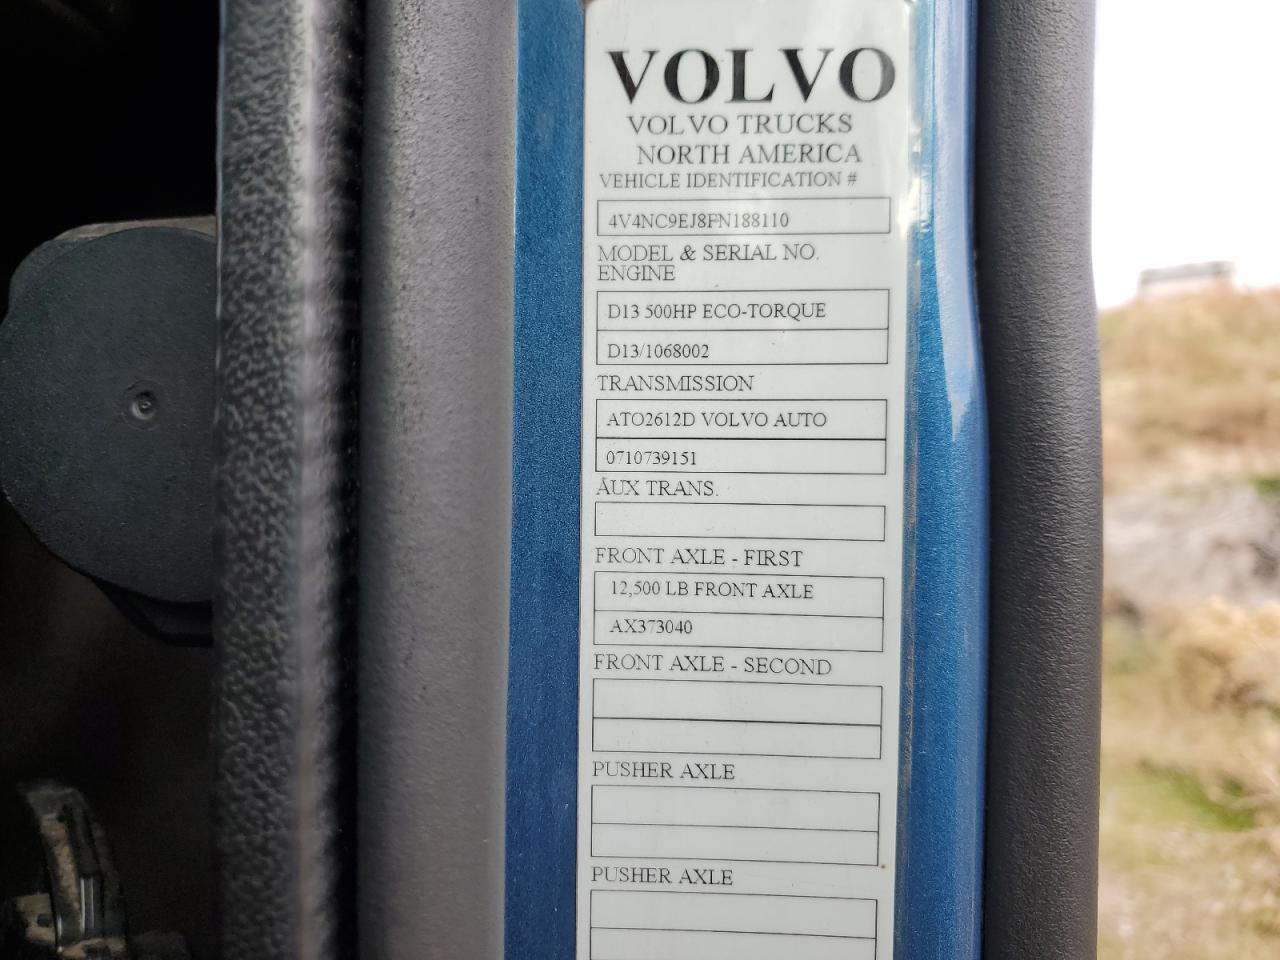 VOLVO
VOLVO TRUCKS
NORTH AMERICA
VEHICLE IDENTIFICATION #
4V4NC9EJ8FN188110
MODEL & SERIAL NO.
ENGINE
D13 500HP ECO-TORQUE
D13/1068002
TRANSMISSION
ATO2612D VOLVO AUTO
0710739151
AUX TRANS.
FRONT AXLE - FIRST
12,500 LB FRONT AXLE
AX373040
FRONT AXLE - SECOND
PUSHER AXLE
PUSHER AXLE